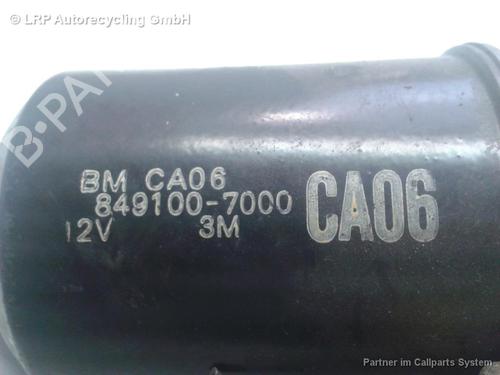 © LRP Autorecycling GmbH
B-PA
BM CA06
849100-7000
12V 3M
CA06
Partner im Callparts System